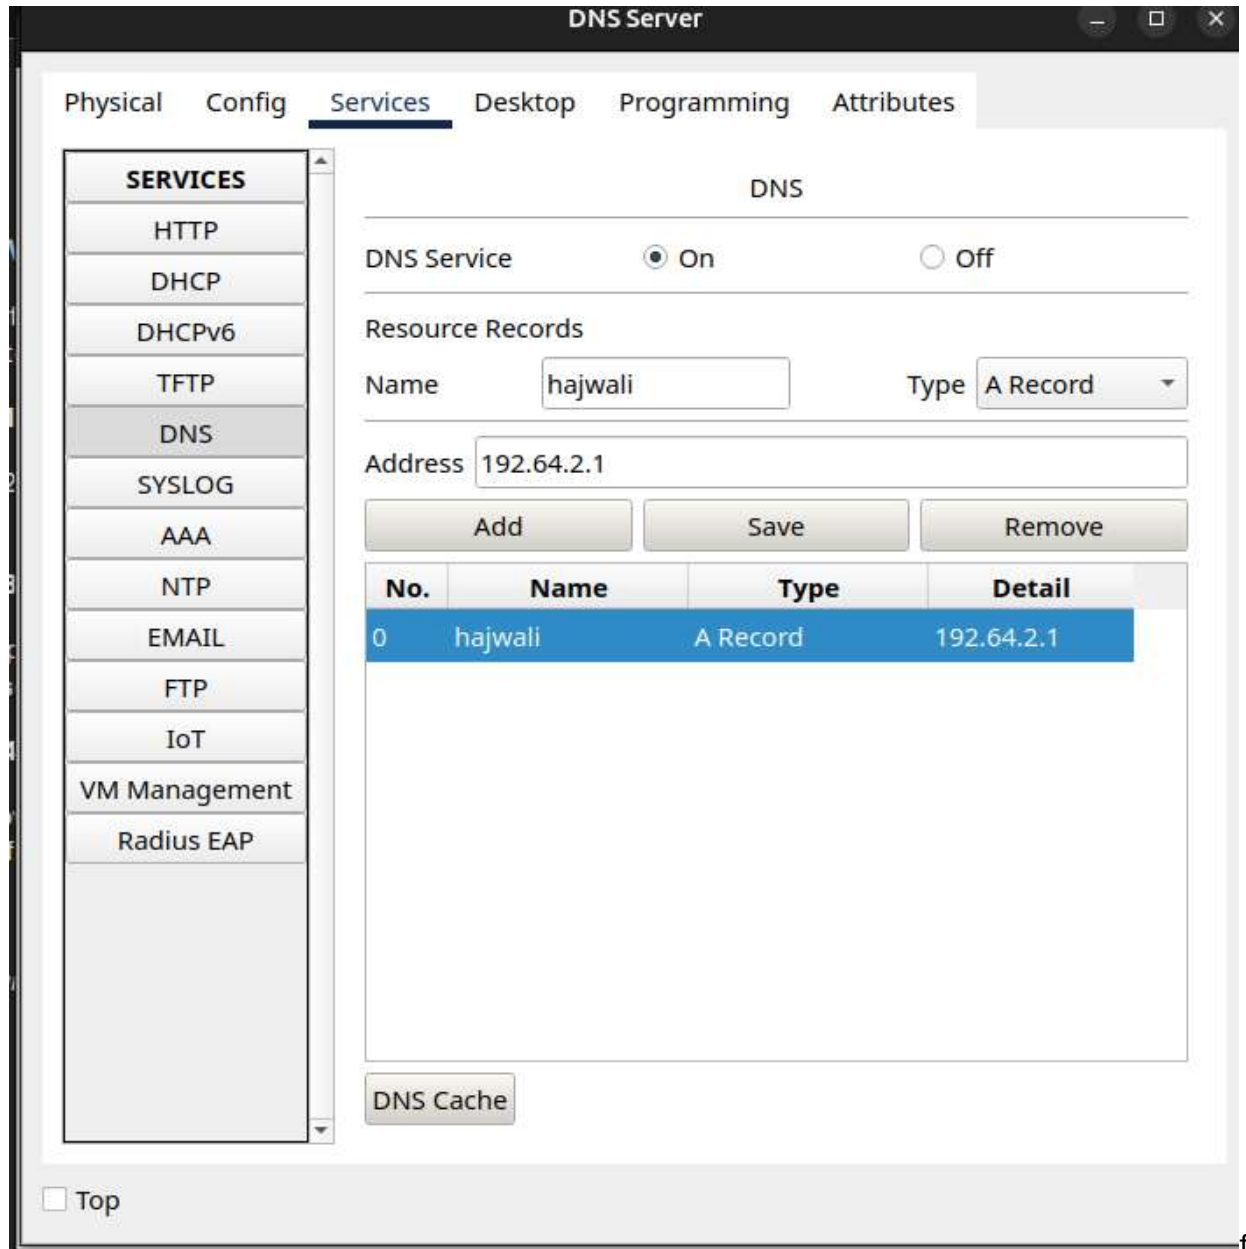 DNS Server
Physical Config Services Desktop Programming Attributes
SERVICES
HTTP
DHCP
DHCPv6
TFTP
DNS
SYSLOG
AAA
NTP
EMAIL
FTP
IoT
VM Management
Radius EAP
DNS
DNS Service On Off
Resource Records
Name hajwali Type A Record
Address 192.64.2.1
Add Save Remove
No. Name Type Detail
0 hajwali A Record 192.64.2.1
DNS Cache
Top